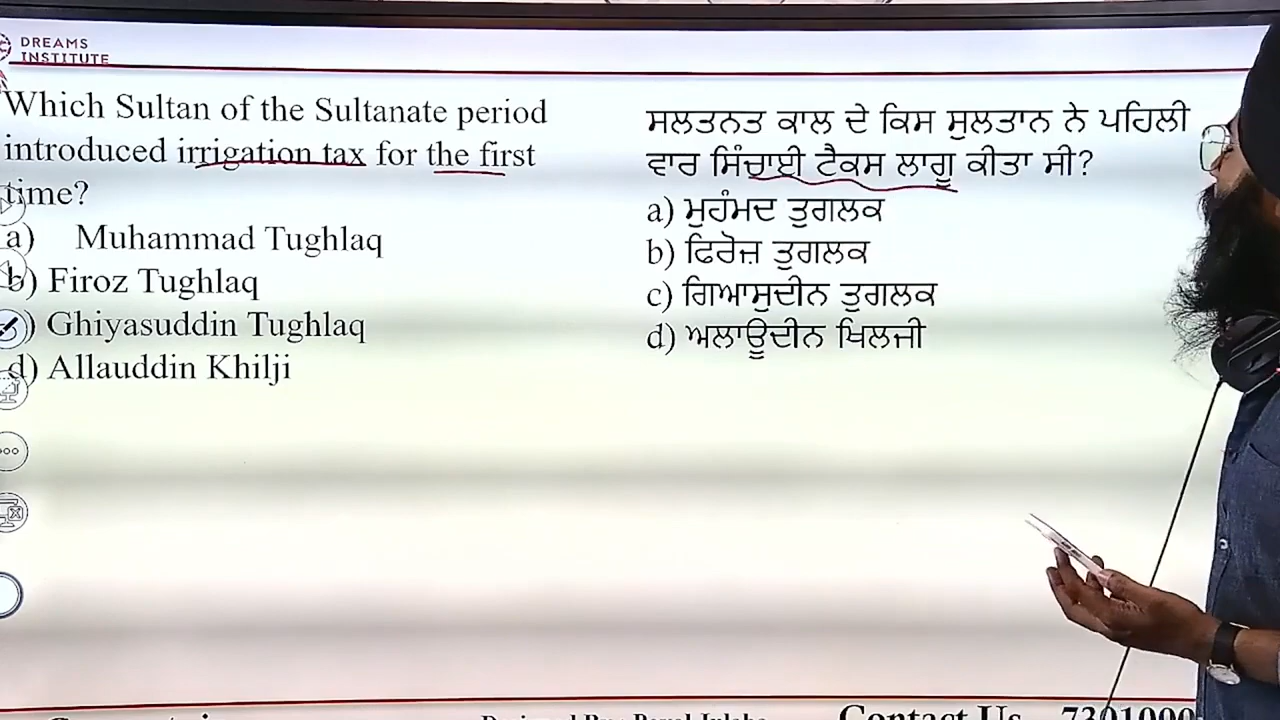 DREAMS
INSTITUTE
Which Sultan of the Sultanate period
introduced irrigation tax for the first
time?
a) Muhammad Tughlaq
b) Firoz Tughlaq
) Ghiyasuddin Tughlaq
d) Allauddin Khilji
ਸਲਤਨਤ ਕਾਲ ਦੇ ਕਿਸ ਸੁਲਤਾਨ ਨੇ ਪਹਿਲੀ
ਵਾਰ ਸਿੰਚਾਈ ਟੈਕਸ ਲਾਗੂ ਕੀਤਾ ਸੀ?
a) ਮੁਹੰਮਦ ਤੁਗਲਕ
b) ਫਿਰੋਜ਼ ਤੁਗਲਕ
c) ਗਿਆਸੁਦੀਨ ਤੁਗਲਕ
d) ਅਲਾਊਦੀਨ ਖਿਲਜੀ
Contact Us